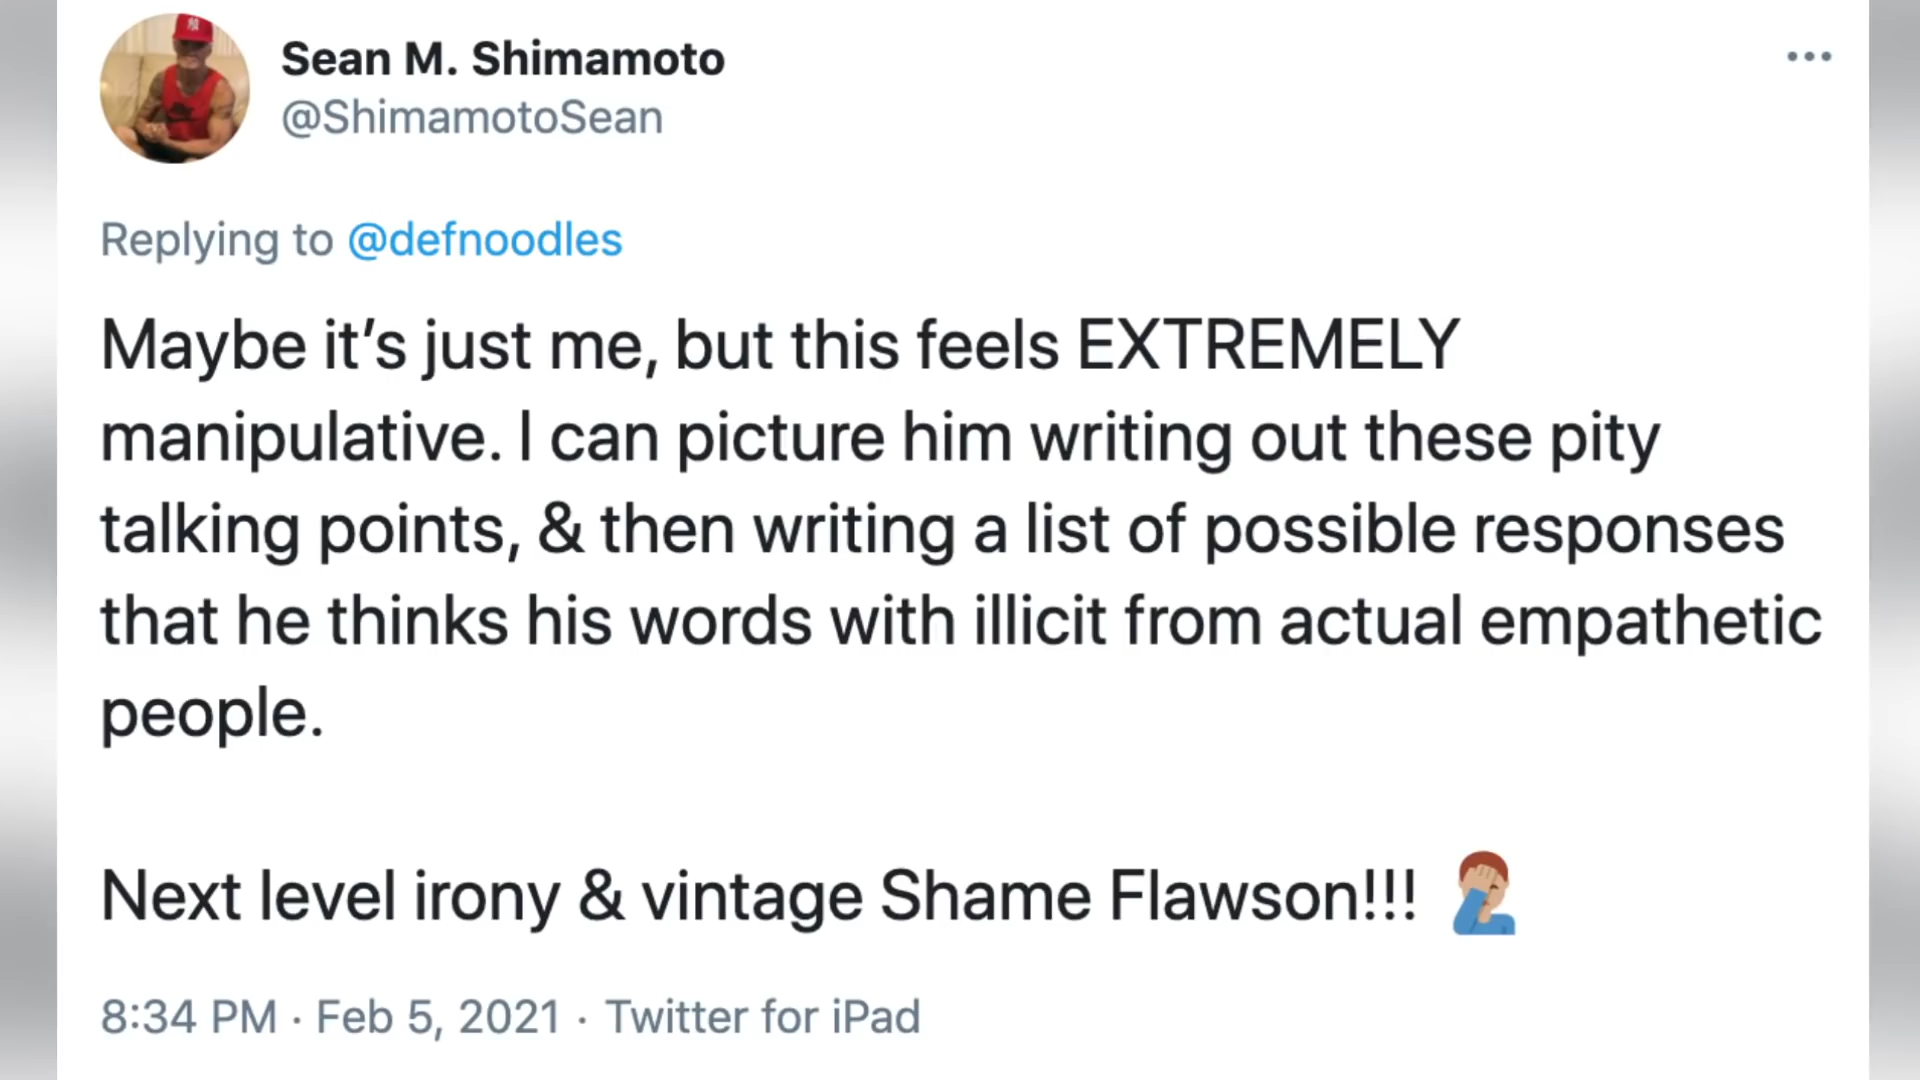 Sean M. Shimamoto
@ShimamotoSean
Replying to @defnoodles
Maybe it’s just me, but this feels EXTREMELY
manipulative. I can picture him writing out these pity
talking points, & then writing a list of possible responses
that he thinks his words with illicit from actual empathetic
people.
Next level irony & vintage Shame Flawson!!! 🤦🏽‍♂️
8:34 PM · Feb 5, 2021 · Twitter for iPad